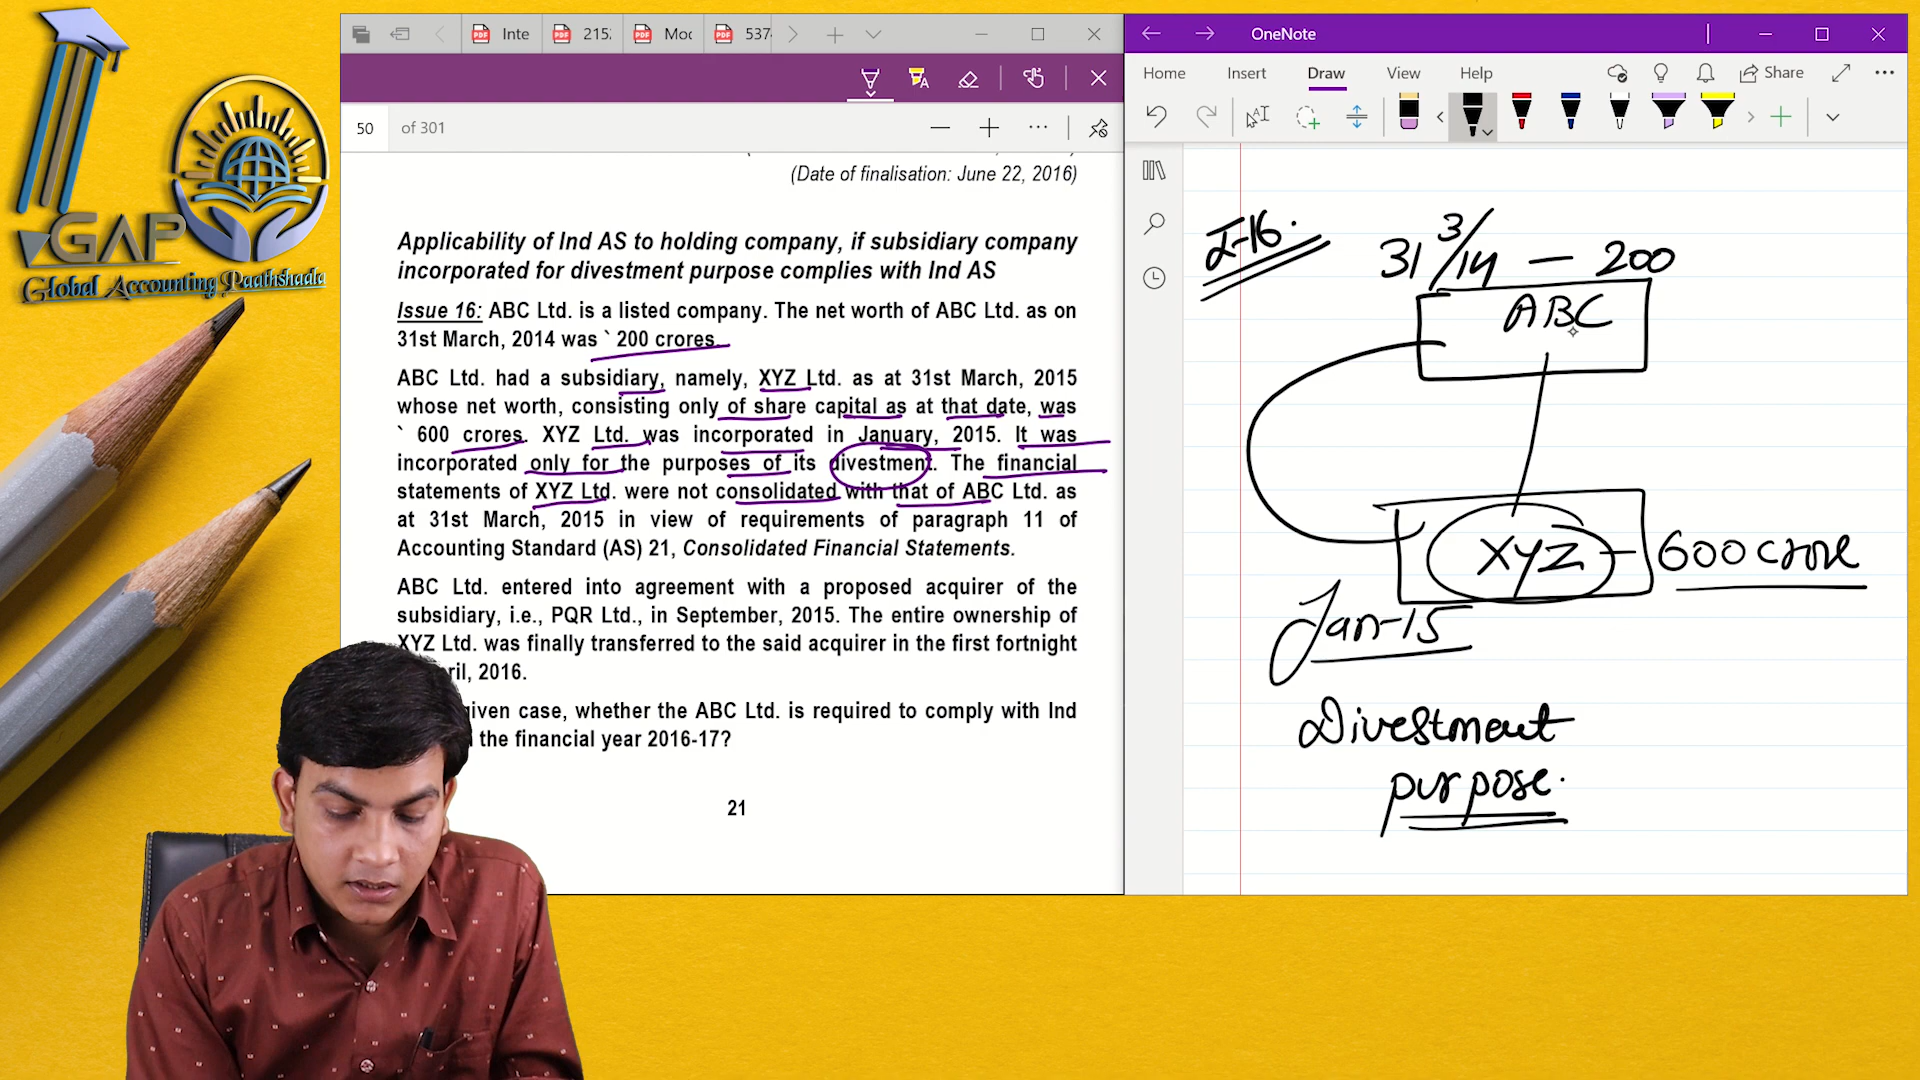 GAP
Global Accounting Paathshaala
Inte
215:
Moc
537
50 of 301
(Date of finalisation: June 22, 2016)
Applicability of Ind AS to holding company, if subsidiary company
incorporated for divestment purpose complies with Ind AS
Issue 16: ABC Ltd. is a listed company. The net worth of ABC Ltd. as on
31st March, 2014 was ` 200 crores.
ABC Ltd. had a subsidiary, namely, XYZ Ltd. as at 31st March, 2015
whose net worth, consisting only of share capital as at that date, was
` 600 crores. XYZ Ltd. was incorporated in January, 2015. It was
incorporated only for the purposes of its divestment. The financial
statements of XYZ Ltd. were not consolidated with that of ABC Ltd. as
at 31st March, 2015 in view of requirements of paragraph 11 of
Accounting Standard (AS) 21, Consolidated Financial Statements.
ABC Ltd. entered into agreement with a proposed acquirer of the
subsidiary, i.e., PQR Ltd., in September, 2015. The entire ownership of
XYZ Ltd. was finally transferred to the said acquirer in the first fortnight
ril, 2016.
given case, whether the ABC Ltd. is required to comply with Ind
the financial year 2016-17?
21
OneNote
Home Insert Draw View Help Share
I-16.
31/3/14 — 200
ABC
XYZ — 600 crore
Jan-15
Divestment
purpose.